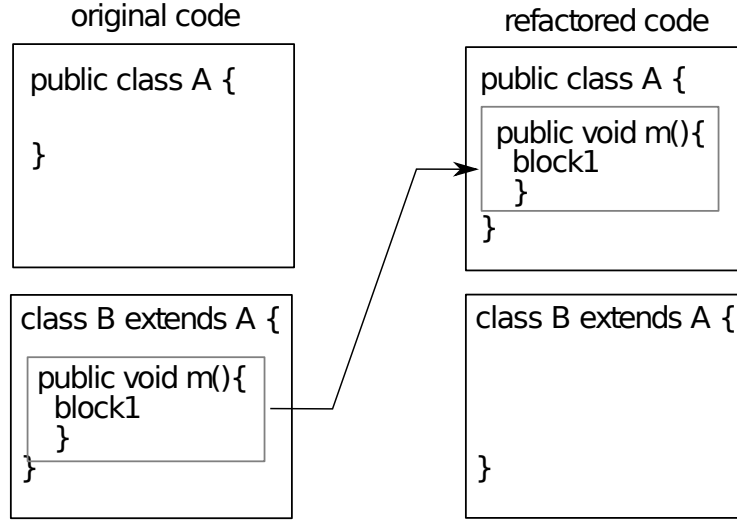 original code
public class A {
}
class B extends A {
public void m(){
block1
}
}
refactored code
public class A {
public void m(){
block1
}
}
class B extends A {
}